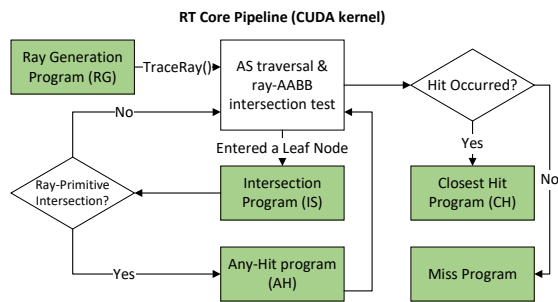 RT Core Pipeline (CUDA kernel)
Ray Generation
Program (RG)
TraceRay()
AS traversal &
ray-AABB
intersection test
Hit Occurred?
No
Entered a Leaf Node
Yes
Ray-Primitive
Intersection?
Intersection
Program (IS)
Closest Hit
Program (CH)
No
Yes
Any-Hit program
(AH)
Miss Program